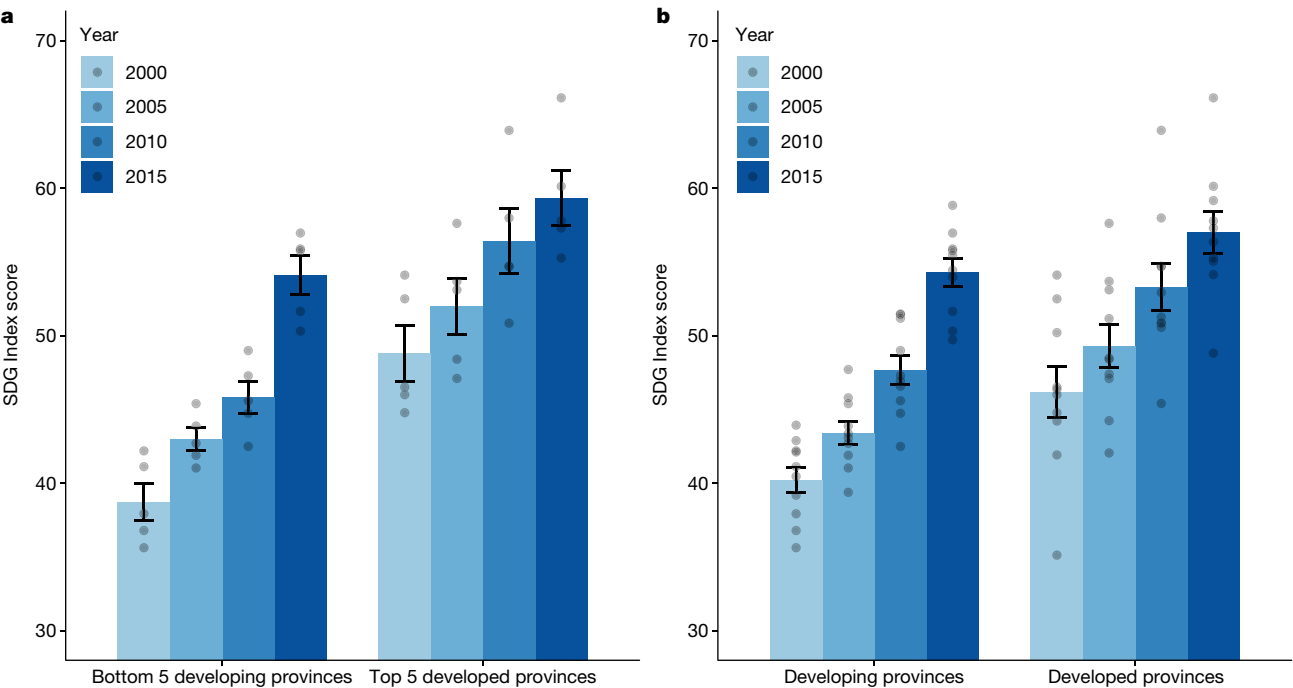 a
Year
2000
2005
2010
2015
70
60
50
40
30
SDG Index score
Bottom 5 developing provinces
Top 5 developed provinces
b
Year
2000
2005
2010
2015
70
60
50
40
30
SDG Index score
Developing provinces
Developed provinces